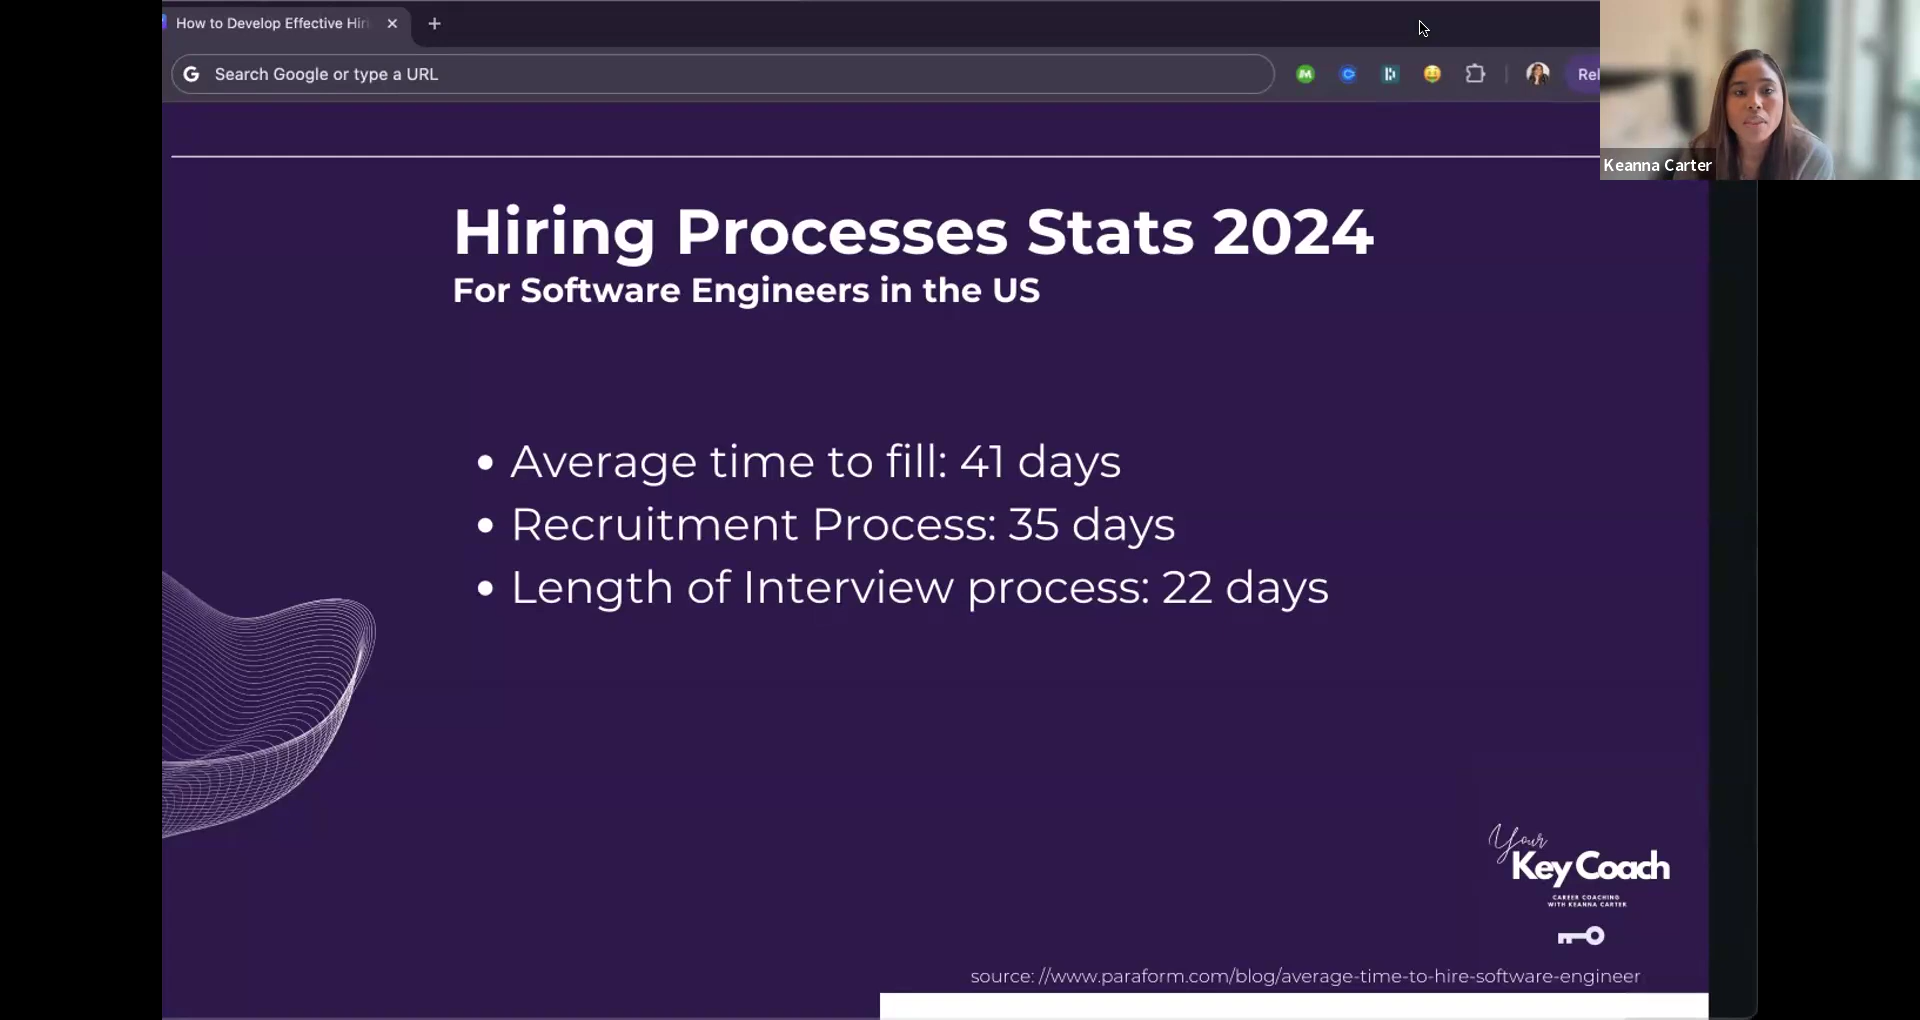 How to Develop Effective Hiri
Search Google or type a URL
Rel
Keanna Carter
Hiring Processes Stats 2024
For Software Engineers in the US
• Average time to fill: 41 days
• Recruitment Process: 35 days
• Length of Interview process: 22 days
Your
Key Coach
CAREER COACHING
WITH KEANNA CARTER
source: //www.paraform.com/blog/average-time-to-hire-software-engineer